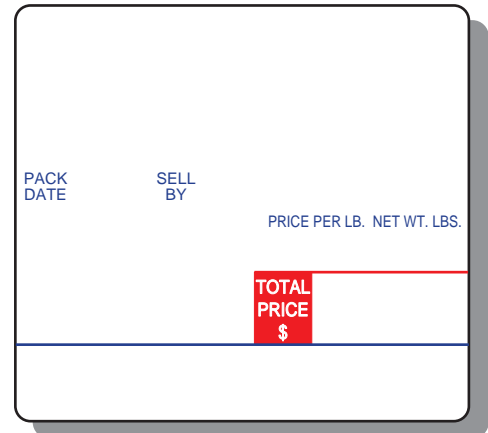 PACK SELL
DATE BY
PRICE PER LB. NET WT. LBS.
TOTAL
PRICE
$